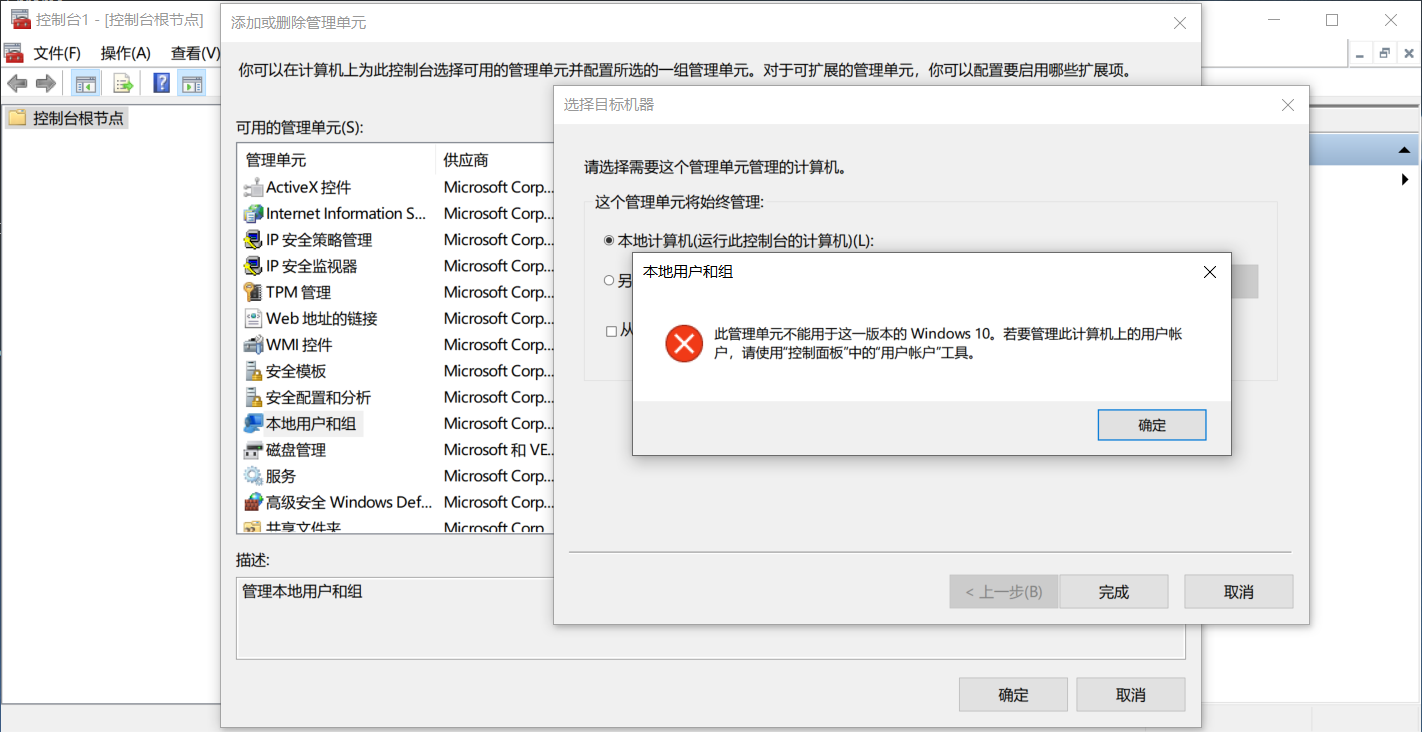 控制台1 - [控制台根节点]
文件(F) 操作(A) 查看(V)
控制台根节点
添加或删除管理单元
你可以在计算机上为此控制台选择可用的管理单元并配置所选的一组管理单元。对于可扩展的管理单元，你可以配置要启用哪些扩展项。
可用的管理单元(S):
管理单元 供应商
ActiveX 控件 Microsoft Corp...
Internet Information S... Microsoft Corp...
IP 安全策略管理 Microsoft Corp...
IP 安全监视器 Microsoft Corp...
TPM 管理 Microsoft Corp...
Web 地址的链接 Microsoft Corp...
WMI 控件 Microsoft Corp...
安全模板 Microsoft Corp...
安全配置和分析 Microsoft Corp...
本地用户和组 Microsoft Corp...
磁盘管理 Microsoft 和 VE...
服务 Microsoft Corp...
高级安全 Windows Def... Microsoft Corp...
共享文件夹 Microsoft Corp
描述:
管理本地用户和组
确定 取消
选择目标机器
请选择需要这个管理单元管理的计算机。
这个管理单元将始终管理:
本地计算机(运行此控制台的计算机)(L):
另
从
< 上一步(B) 完成 取消
本地用户和组
此管理单元不能用于这一版本的 Windows 10。若要管理此计算机上的用户帐
户，请使用"控制面板"中的"用户帐户"工具。
确定